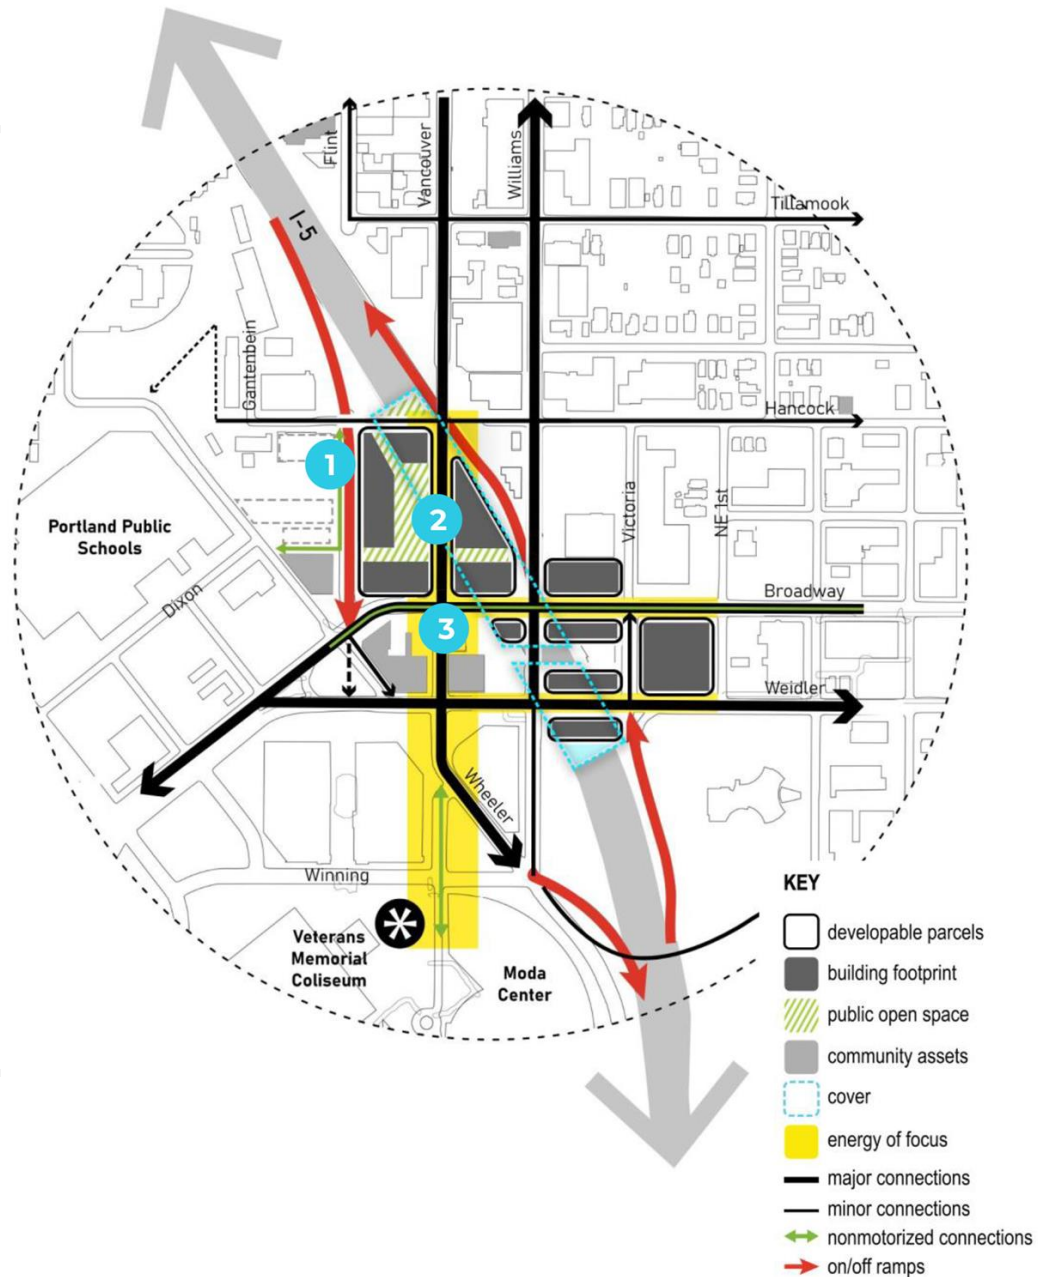 Flint
Vancouver
Williams
Tillamook
I-5
Gantenbein
Hancock
1
2
Victoria
NE 1st
Portland Public
Schools
Dixon
Broadway
3
Weidler
Wheeler
Winning
Veterans
Memorial
Coliseum
Moda
Center
KEY
developable parcels
building footprint
public open space
community assets
cover
energy of focus
major connections
minor connections
nonmotorized connections
on/off ramps